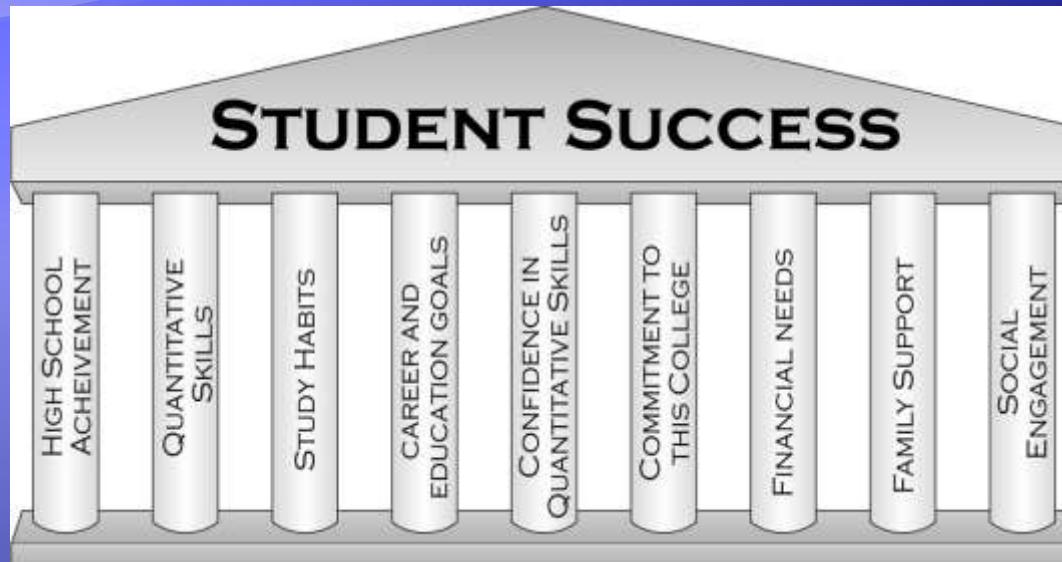 STUDENT SUCCESS
HIGH SCHOOL
ACHEIVEMENT
QUANTITATIVE
SKILLS
STUDY HABITS
CAREER AND
EDUCATION GOALS
CONFIDENCE IN
QUANTITATIVE SKILLS
COMMITMENT TO
THIS COLLEGE
FINANCIAL NEEDS
FAMILY SUPPORT
SOCIAL
ENGAGEMENT